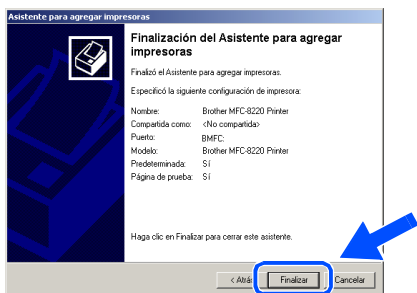 Asistente para agregar impresoras
Finalización del Asistente para agregar
impresoras
Finalizó el Asistente para agregar impresoras.
Especificó la siguiente configuración de impresora:
Nombre: Brother MFC-8220 Printer
Compartida como: <No compartida>
Puerto: BMFC:
Modelo: Brother MFC-8220 Printer
Predeterminada: Sí
Página de prueba: Sí
Haga clic en Finalizar para cerrar este asistente.
< Atrás Finalizar Cancelar